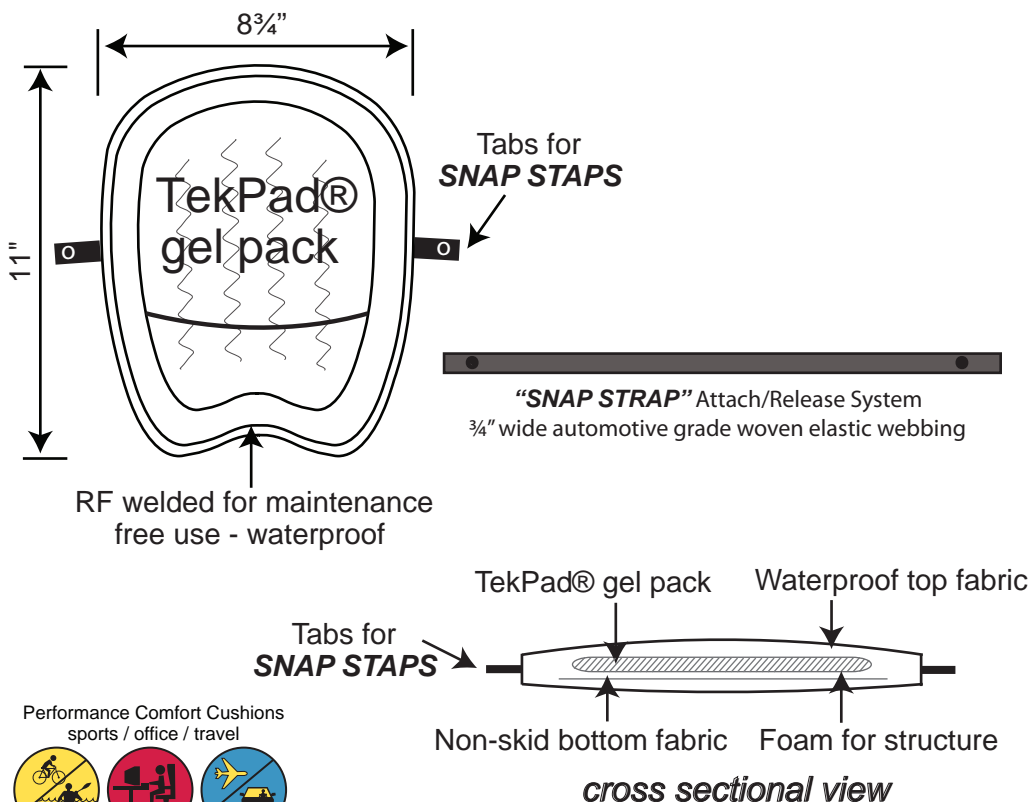 8¾”
11"
TekPad®
gel pack
Tabs for
SNAP STAPS
O
O
“SNAP STRAP” Attach/Release System
¾” wide automotive grade woven elastic webbing
RF welded for maintenance
free use - waterproof
TekPad® gel pack
Waterproof top fabric
Tabs for
SNAP STAPS
Non-skid bottom fabric
Foam for structure
cross sectional view
Performance Comfort Cushions
sports / office / travel